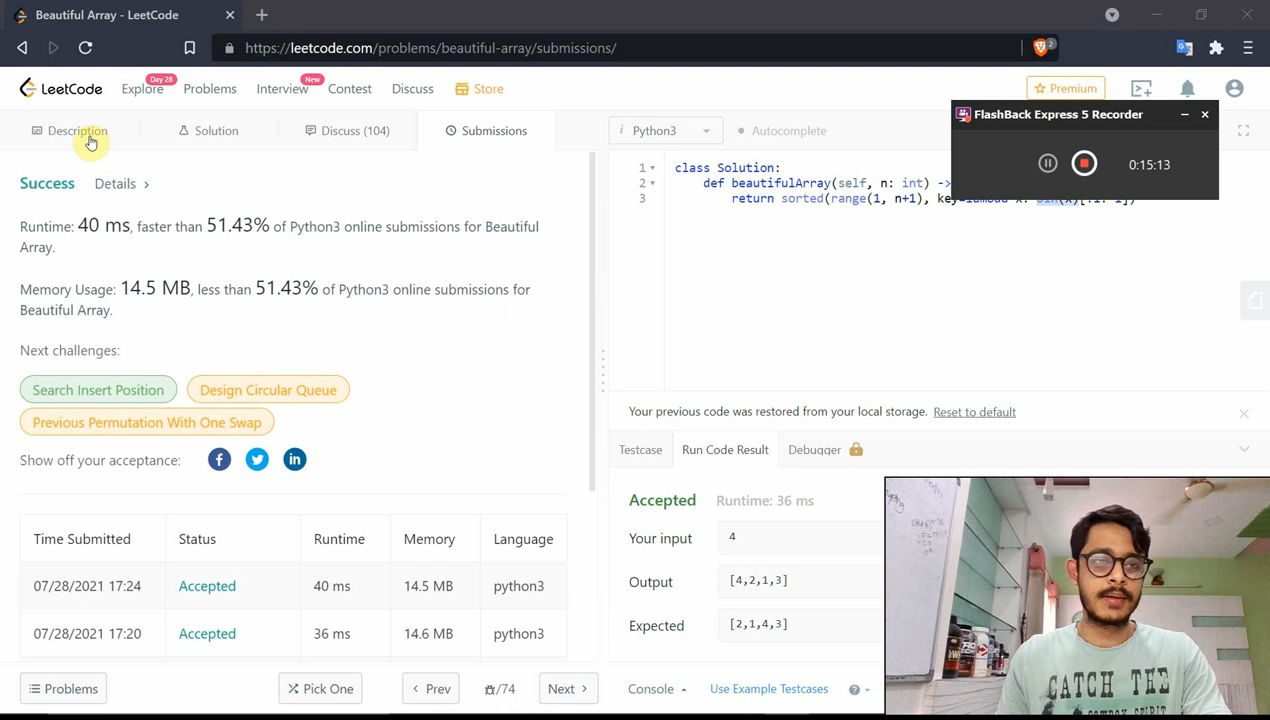 Beautiful Array - LeetCode
https://leetcode.com/problems/beautiful-array/submissions/
2
LeetCode
Explore
Day 28
Problems
Interview
New
Contest
Discuss
Store
Premium
Description
Solution
Discuss (104)
Submissions
i Python3
Autocomplete
FlashBack Express 5 Recorder
0:15:13
Success
Details
Runtime: 40 ms, faster than 51.43% of Python3 online submissions for Beautiful
Array.
Memory Usage: 14.5 MB, less than 51.43% of Python3 online submissions for
Beautiful Array.
Next challenges:
Search Insert Position
Design Circular Queue
Previous Permutation With One Swap
Show off your acceptance:
Time Submitted Status Runtime Memory Language
07/28/2021 17:24 Accepted 40 ms 14.5 MB python3
07/28/2021 17:20 Accepted 36 ms 14.6 MB python3
Problems
Pick One
Prev
/74
Next
1 class Solution:
2 def beautifulArray(self, n: int) ->
3 return sorted(range(1, n+1), key=lambda x: bin(x)[:1:-1])
Your previous code was restored from your local storage. Reset to default
Testcase
Run Code Result
Debugger
Accepted Runtime: 36 ms
Your input 4
Output [4,2,1,3]
Expected [2,1,4,3]
Console
Use Example Testcases
CATCH THE